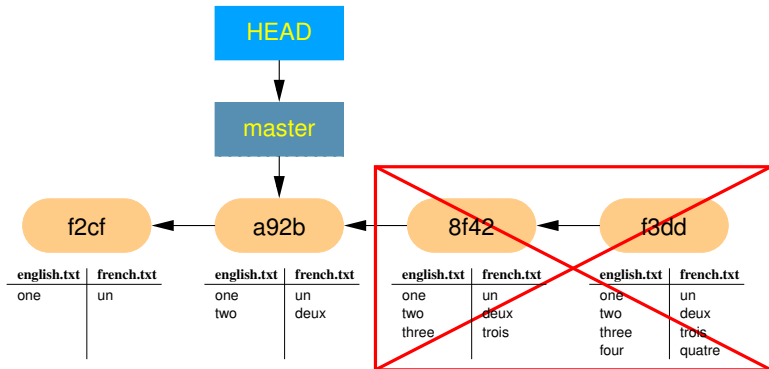 HEAD
master
f2cf
a92b
8f42
f3dd
english.txt french.txt
one un
english.txt french.txt
one un
two deux
english.txt french.txt
one un
two deux
three trois
english.txt french.txt
one un
two deux
three trois
four quatre